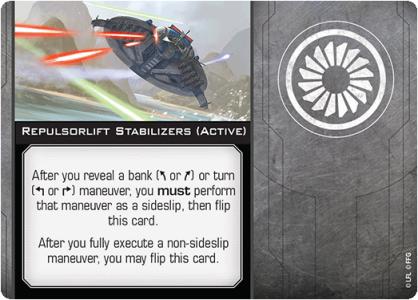 Repulsorlift Stabilizers (Active)
After you reveal a bank (↖ or ↗) or turn
(↰ or ↱) maneuver, you must perform
that maneuver as a sideslip, then flip
this card.
After you fully execute a non-sideslip
maneuver, you may flip this card.
©LFL ©FFG